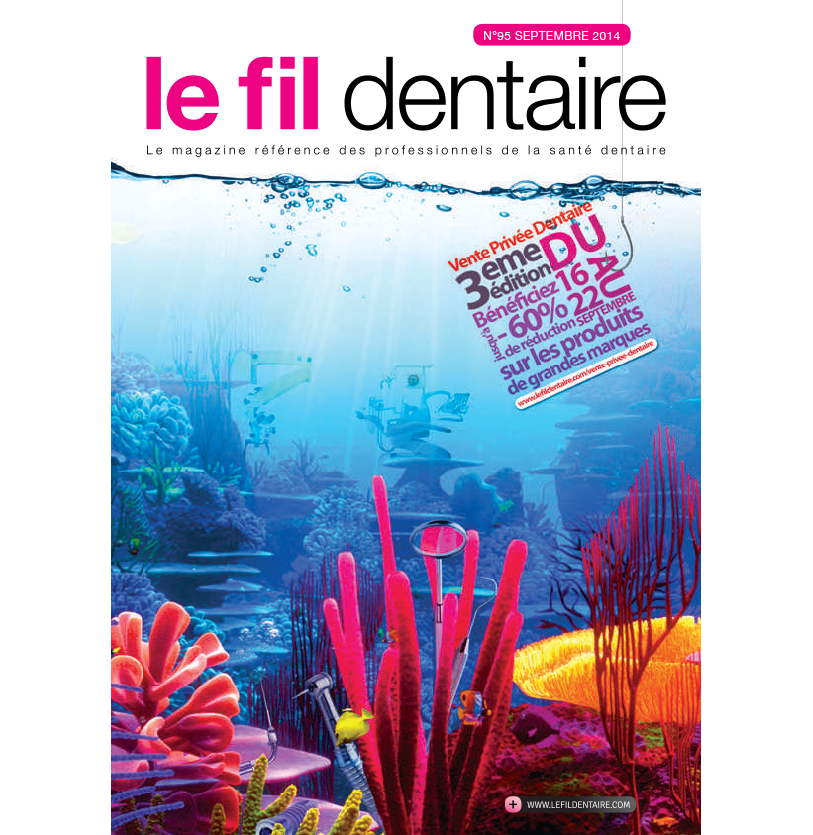 N°95 SEPTEMBRE 2014
le fil dentaire
Le magazine référence des professionnels de la santé dentaire
Vente Privée Dentaire
3eme édition DU
Bénéficiez 16 AU
jusqu'à - 60% 22
de réduction SEPTEMBRE
sur les produits
de grandes marques
www.lefildentaire.com/vente-privee-dentaire
+ WWW.LEFILDENTAIRE.COM